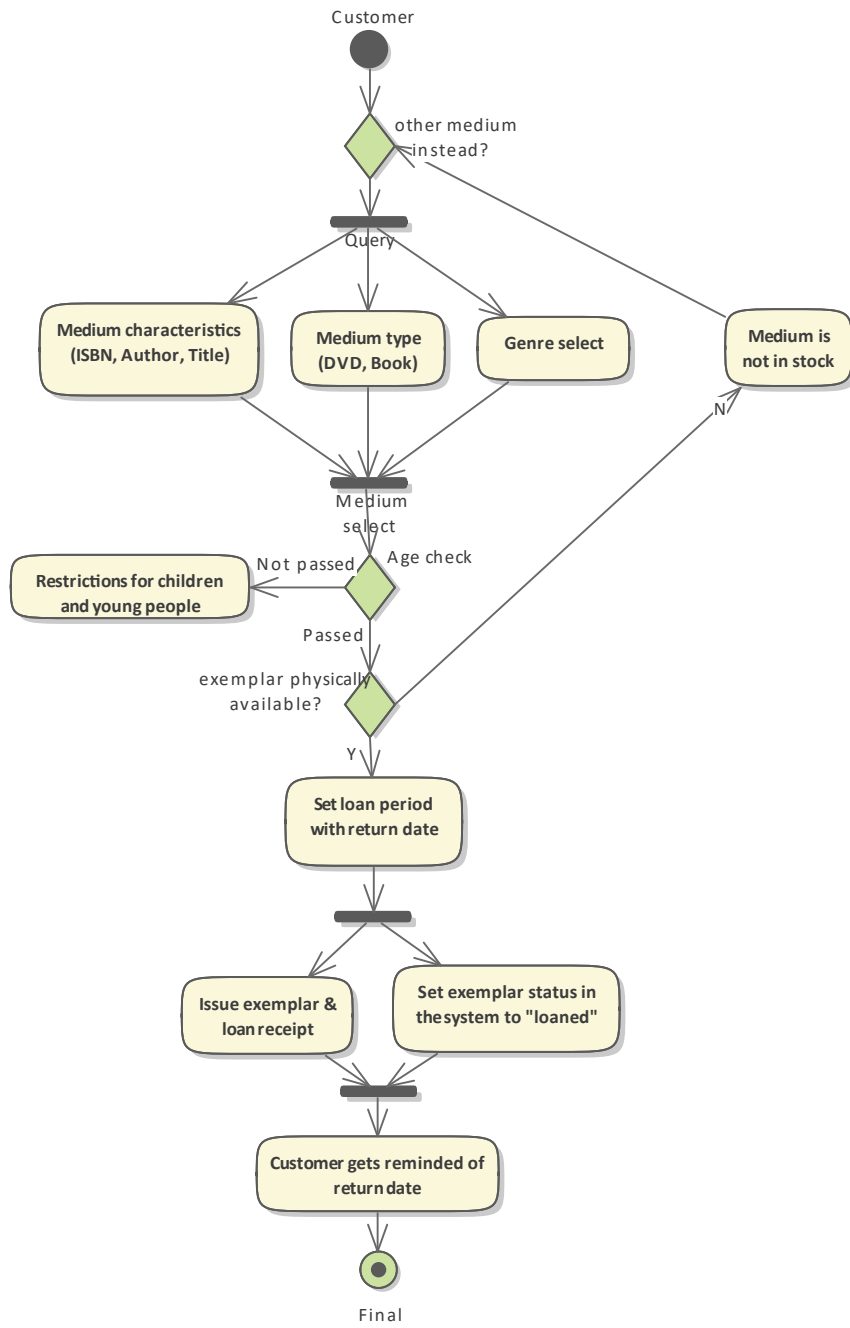 Customer
other medium
instead?
Query
Medium characteristics
(ISBN, Author, Title)
Medium type
(DVD, Book)
Genre select
Medium is
not in stock
N
Medium
select
Age check
Not passed
Restrictions for children
and young people
Passed
exemplar physically
available?
Y
Set loan period
with return date
Issue exemplar &
loan receipt
Set exemplar status in
the system to "loaned"
Customer gets reminded of
return date
Final